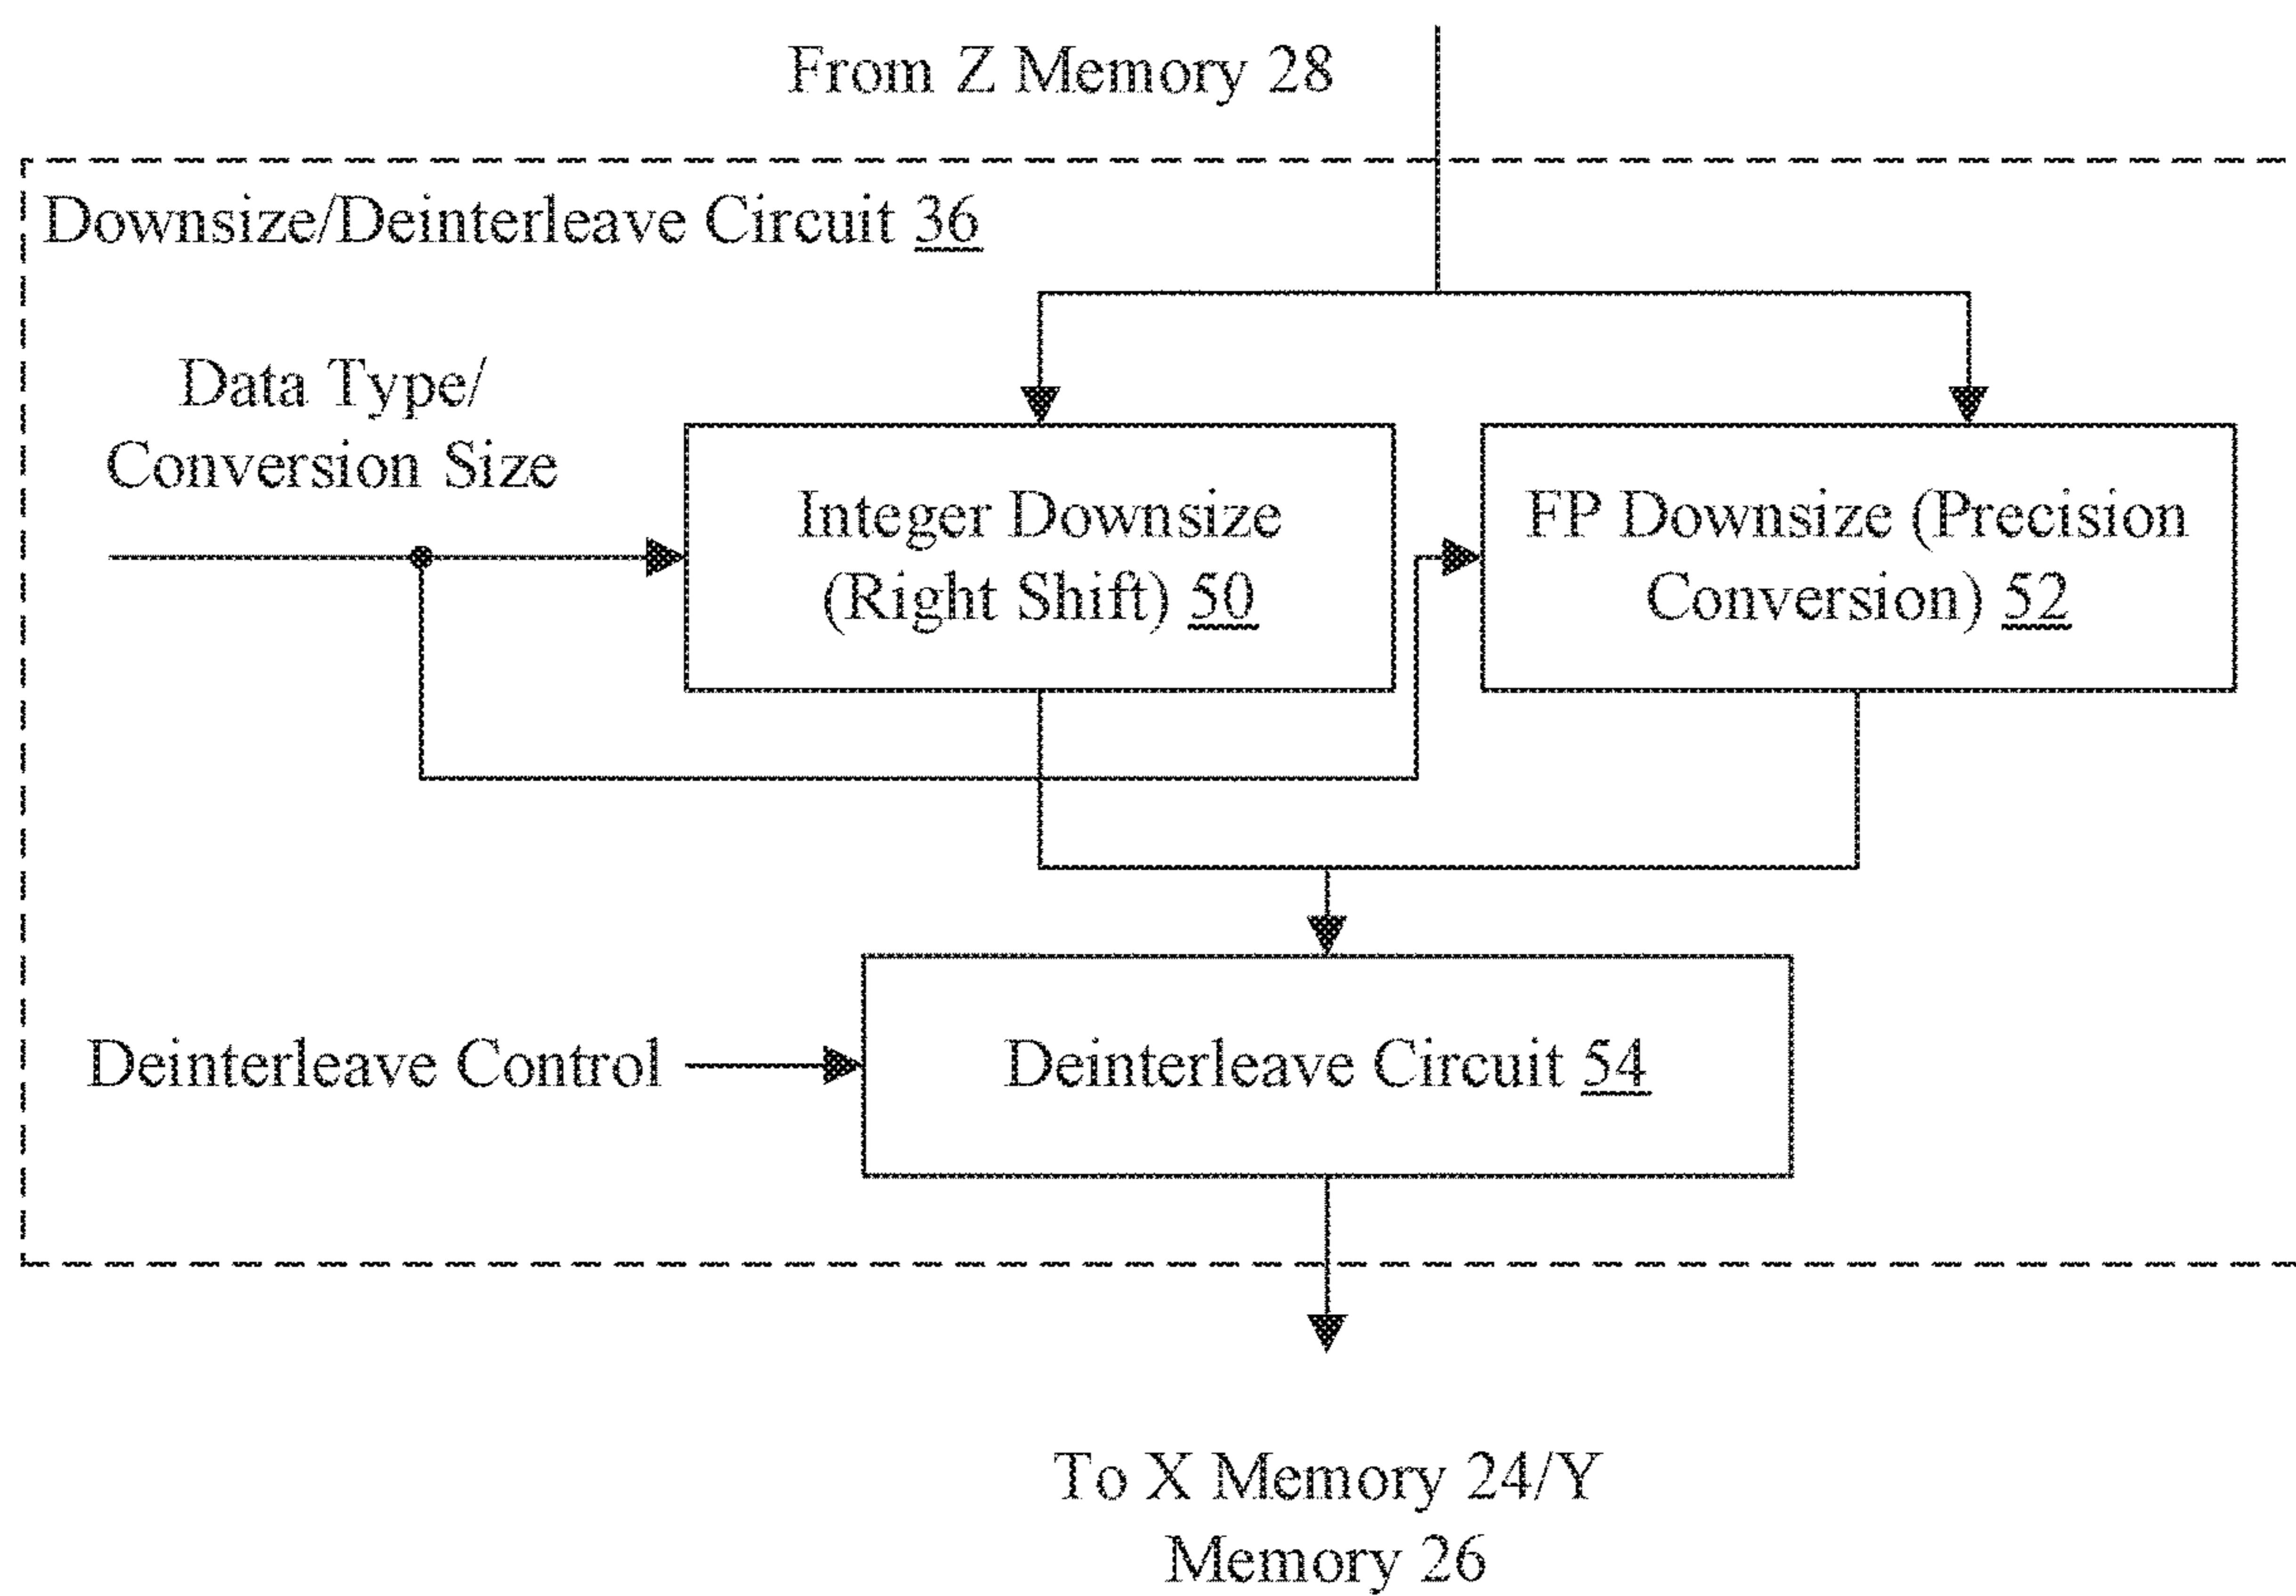 From Z Memory 28
Downsize/Deinterleave Circuit 36
Data Type/
Conversion Size
Integer Downsize
(Right Shift) 50
FP Downsize (Precision
Conversion) 52
Deinterleave Control
Deinterleave Circuit 54
To X Memory 24/Y
Memory 26